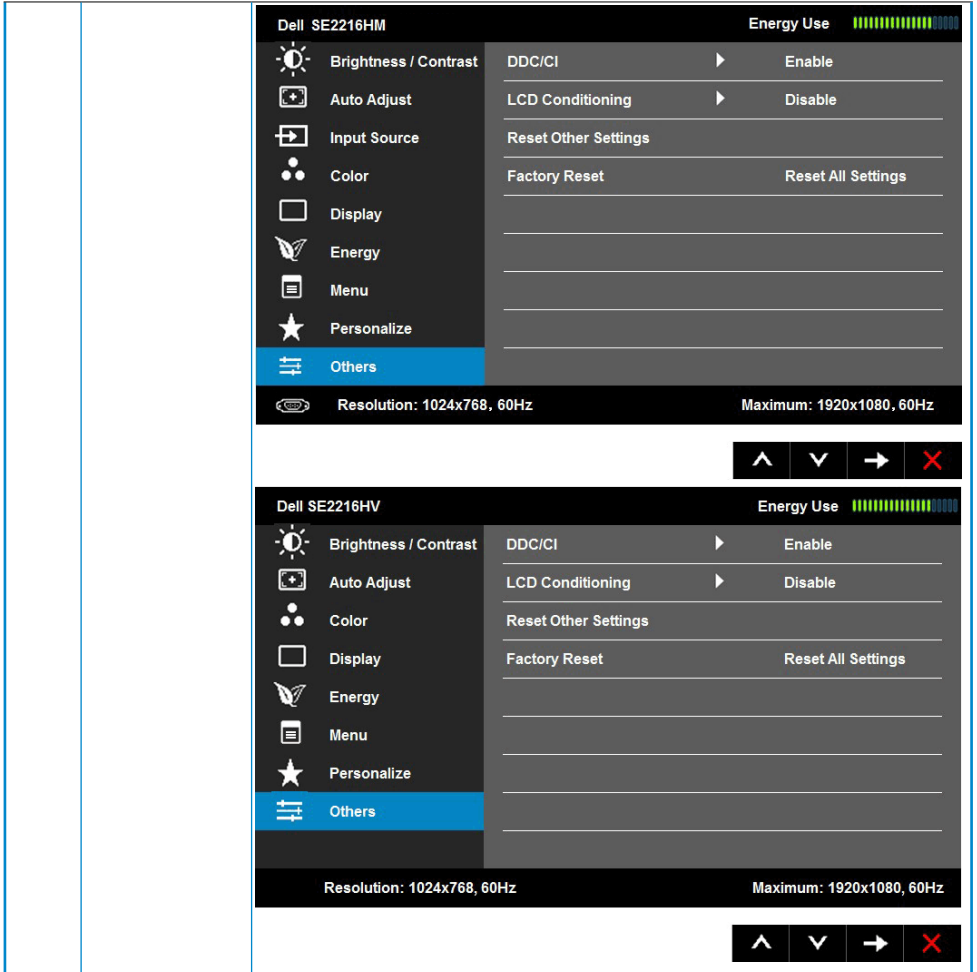 Dell SE2216HM Energy Use
Brightness / Contrast DDC/CI Enable
Auto Adjust LCD Conditioning Disable
Input Source Reset Other Settings
Color Factory Reset Reset All Settings
Display
Energy
Menu
Personalize
Others
Resolution: 1024x768, 60Hz Maximum: 1920x1080, 60Hz
Dell SE2216HV Energy Use
Brightness / Contrast DDC/CI Enable
Auto Adjust LCD Conditioning Disable
Color Reset Other Settings
Display Factory Reset Reset All Settings
Energy
Menu
Personalize
Others
Resolution: 1024x768, 60Hz Maximum: 1920x1080, 60Hz